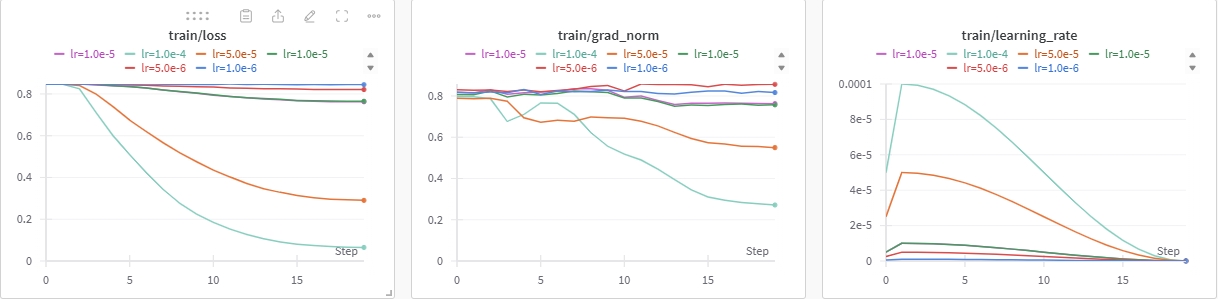 train/loss
lr=1.0e-5 lr=1.0e-4 lr=5.0e-5 lr=1.0e-5
lr=5.0e-6 lr=1.0e-6
0.8
0.6
0.4
0.2
0
Step
0 5 10 15
train/grad_norm
lr=1.0e-5 lr=1.0e-4 lr=5.0e-5 lr=1.0e-5
lr=5.0e-6 lr=1.0e-6
0.8
0.6
0.4
0.2
0
Step
0 5 10 15
train/learning_rate
lr=1.0e-5 lr=1.0e-4 lr=5.0e-5 lr=1.0e-5
lr=5.0e-6 lr=1.0e-6
0.0001
8e-5
6e-5
4e-5
2e-5
0
Step
0 5 10 15